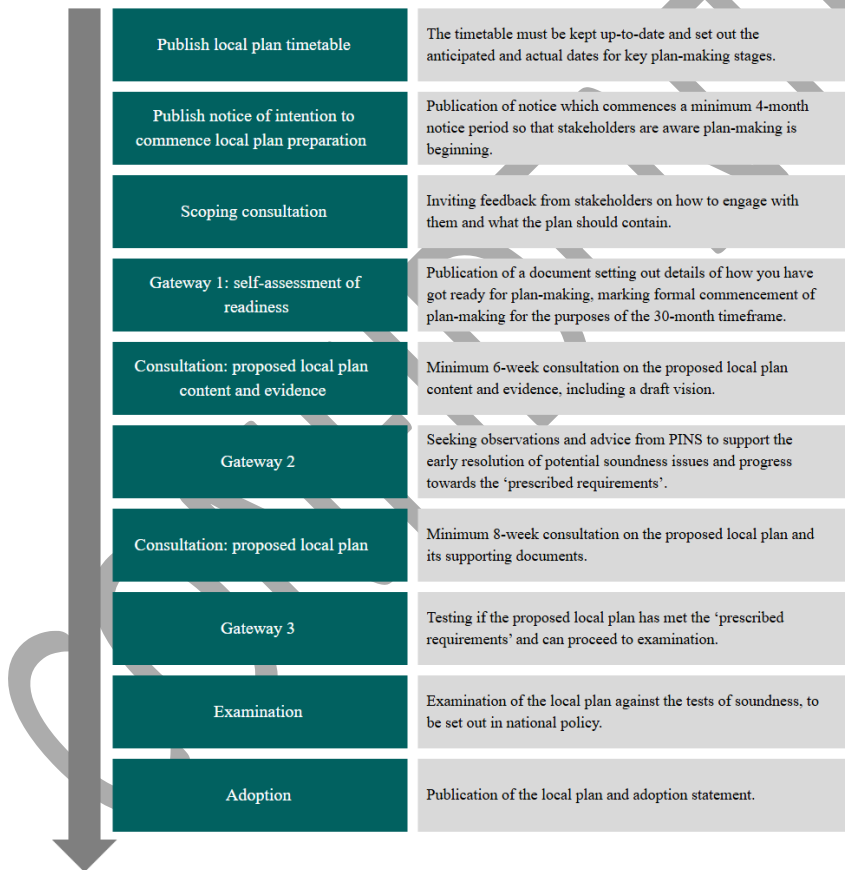 Publish local plan timetable
The timetable must be kept up-to-date and set out the
anticipated and actual dates for key plan-making stages.
Publish notice of intention to
commence local plan preparation
Publication of notice which commences a minimum 4-month
notice period so that stakeholders are aware plan-making is
beginning.
Scoping consultation
Inviting feedback from stakeholders on how to engage with
them and what the plan should contain.
Gateway 1: self-assessment of
readiness
Publication of a document setting out details of how you have
got ready for plan-making, marking formal commencement of
plan-making for the purposes of the 30-month timeframe.
Consultation: proposed local plan
content and evidence
Minimum 6-week consultation on the proposed local plan
content and evidence, including a draft vision.
Gateway 2
Seeking observations and advice from PINS to support the
early resolution of potential soundness issues and progress
towards the ‘prescribed requirements’.
Consultation: proposed local plan
Minimum 8-week consultation on the proposed local plan and
its supporting documents.
Gateway 3
Testing if the proposed local plan has met the ‘prescribed
requirements’ and can proceed to examination.
Examination
Examination of the local plan against the tests of soundness, to
be set out in national policy.
Adoption
Publication of the local plan and adoption statement.